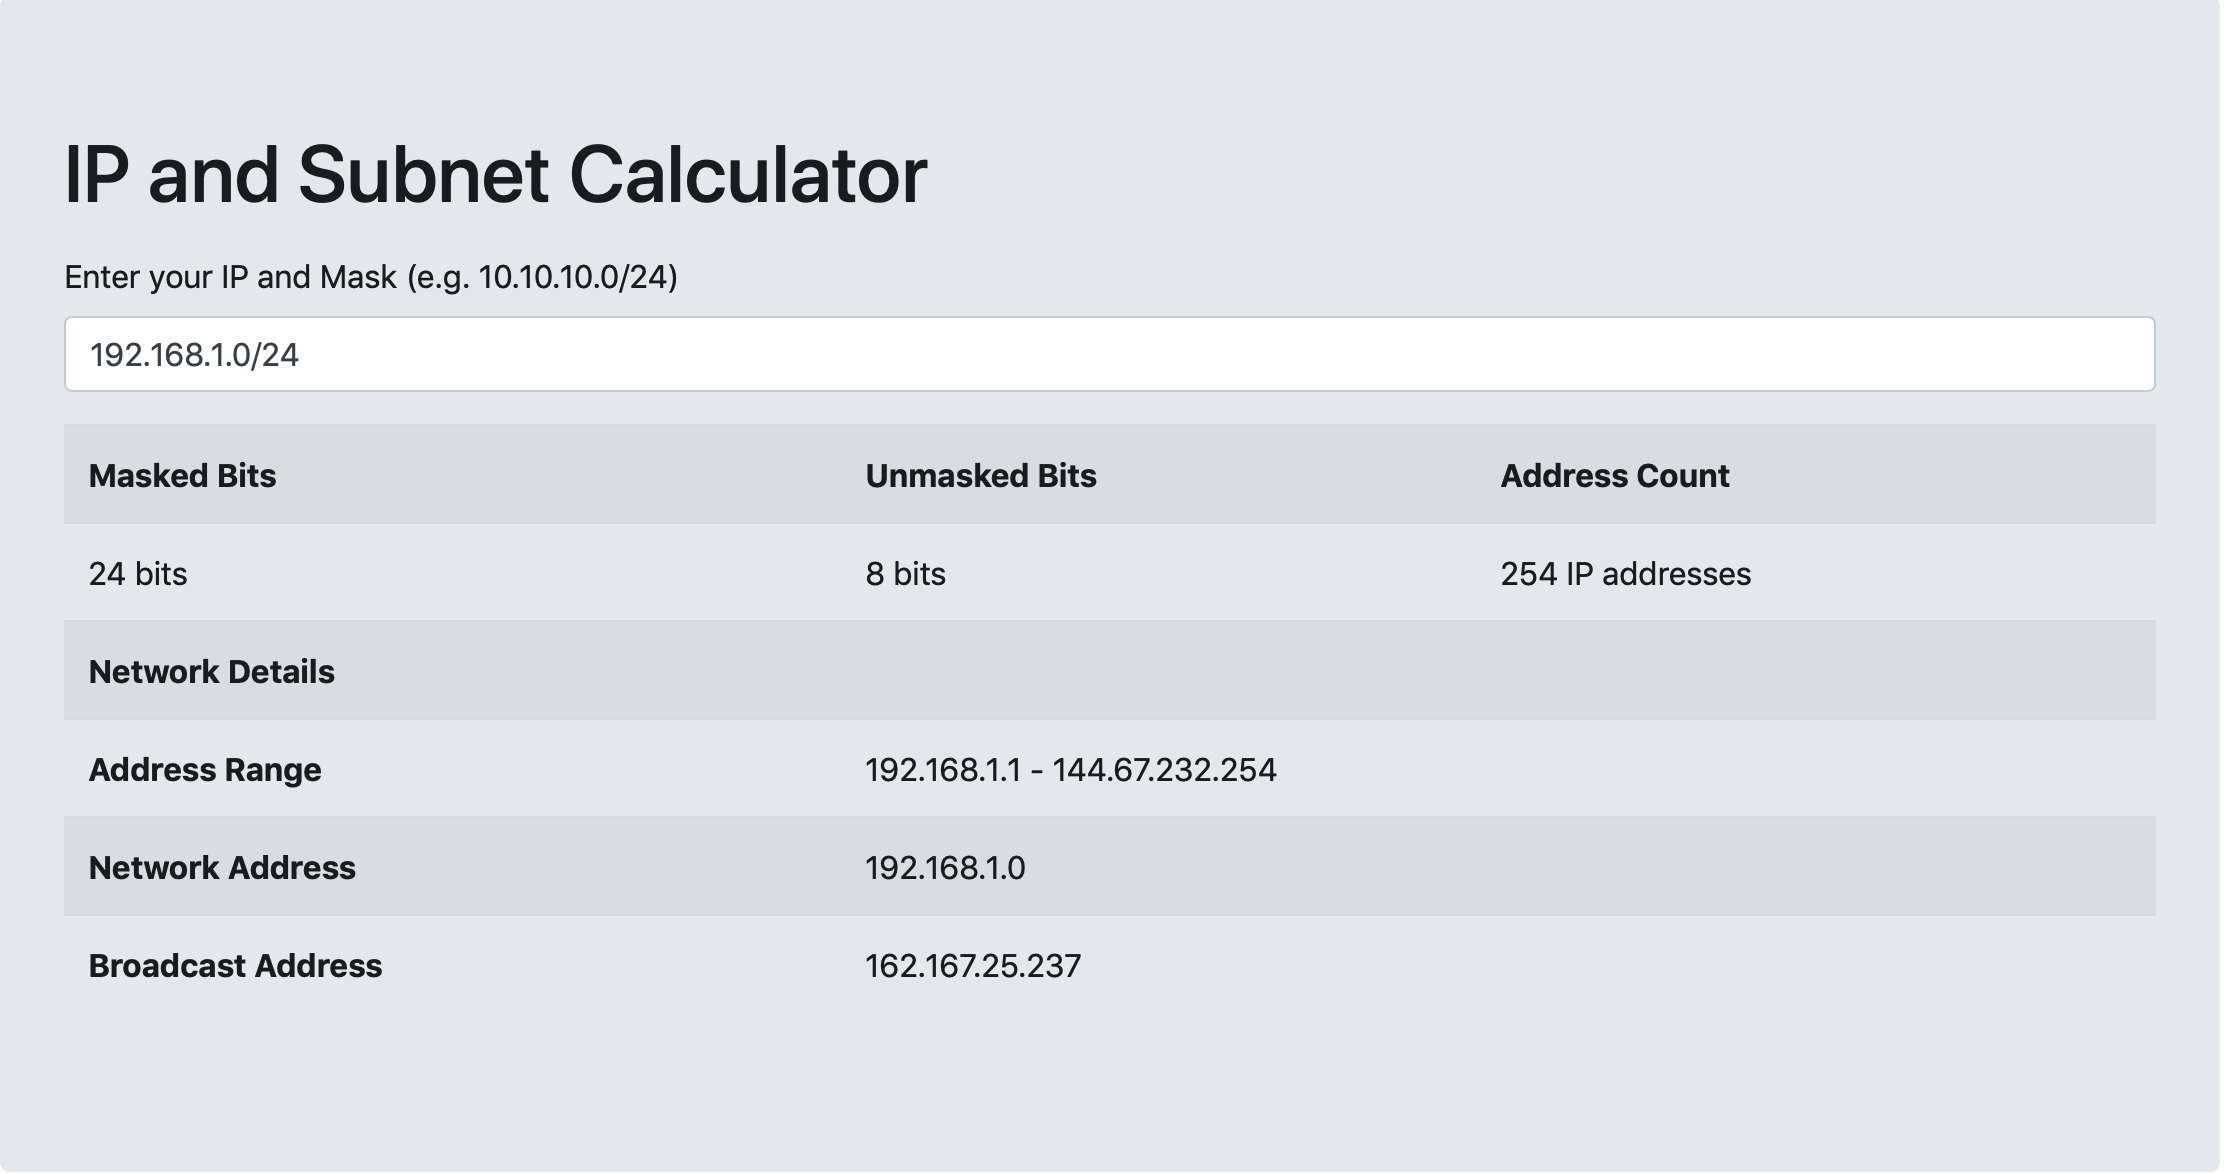 IP and Subnet Calculator
Enter your IP and Mask (e.g. 10.10.10.0/24)
192.168.1.0/24
Masked Bits Unmasked Bits Address Count
24 bits 8 bits 254 IP addresses
Network Details
Address Range 192.168.1.1 - 144.67.232.254
Network Address 192.168.1.0
Broadcast Address 162.167.25.237